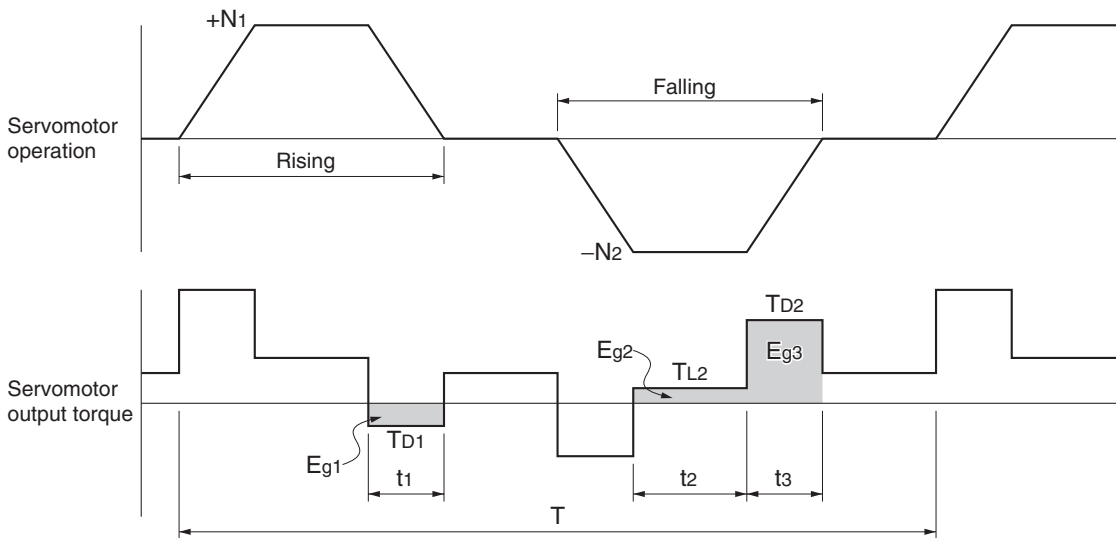 +N1
Falling
Servomotor
operation
Rising
–N2
TD2
Eg2
TL2
Eg3
Servomotor
output torque
TD1
Eg1
t1
t2
t3
T